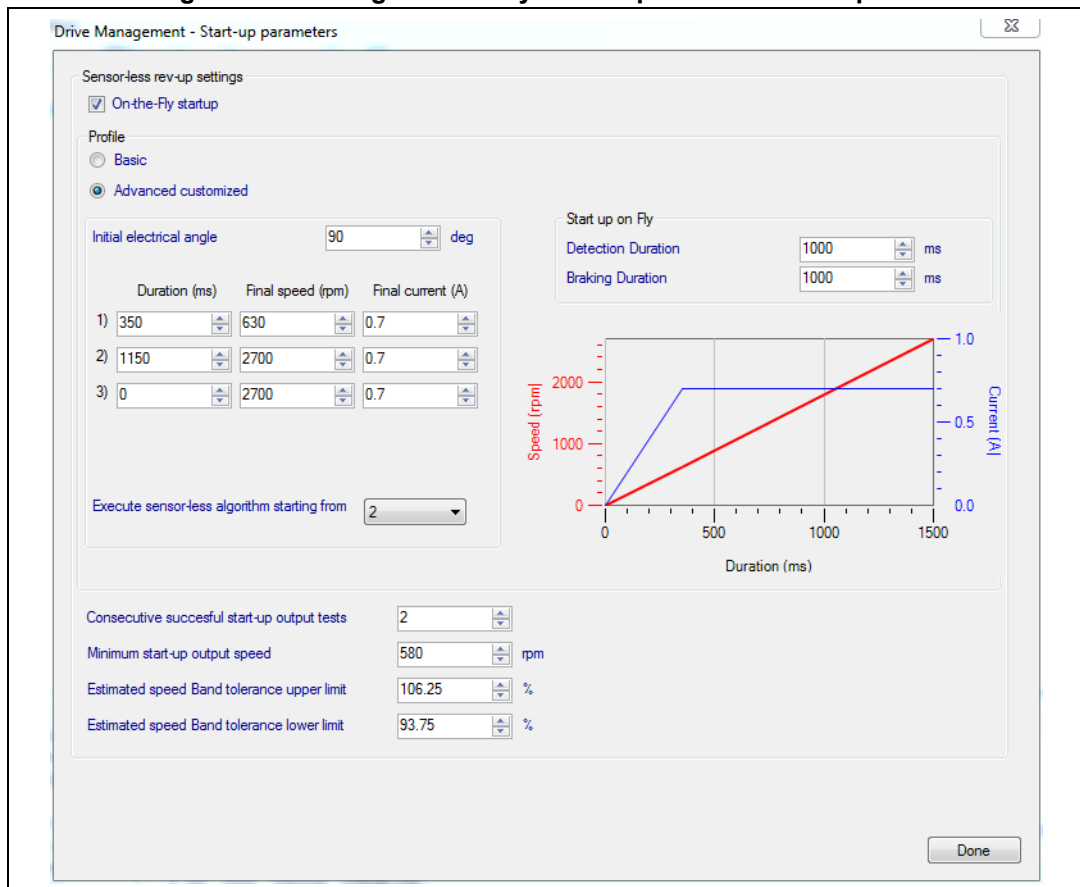 Drive Management - Start-up parameters
Sensor-less rev-up settings
On-the-Fly startup
Profile
Basic
Advanced customized
Initial electrical angle 90 deg
Duration (ms) Final speed (rpm) Final current (A)
1) 350 630 0.7
2) 1150 2700 0.7
3) 0 2700 0.7
Execute sensor-less algorithm starting from 2
Start up on Fly
Detection Duration 1000 ms
Braking Duration 1000 ms
Speed (rpm)
2000
1000
0
1.0
0.5
0.0
Current (A)
0 500 1000 1500
Duration (ms)
Consecutive succesful start-up output tests 2
Minimum start-up output speed 580 rpm
Estimated speed Band tolerance upper limit 106.25 %
Estimated speed Band tolerance lower limit 93.75 %
Done